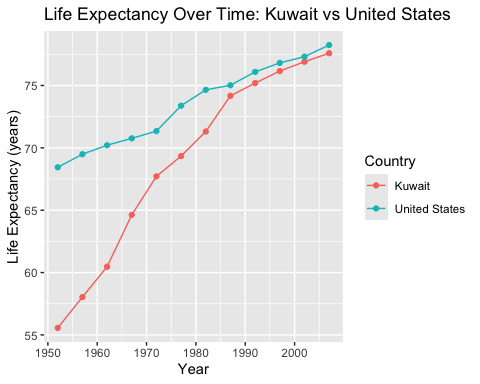 Life Expectancy Over Time: Kuwait vs United States
Life Expectancy (years)
75
70
65
60
55
1950 1960 1970 1980 1990 2000
Year
Country
Kuwait
United States